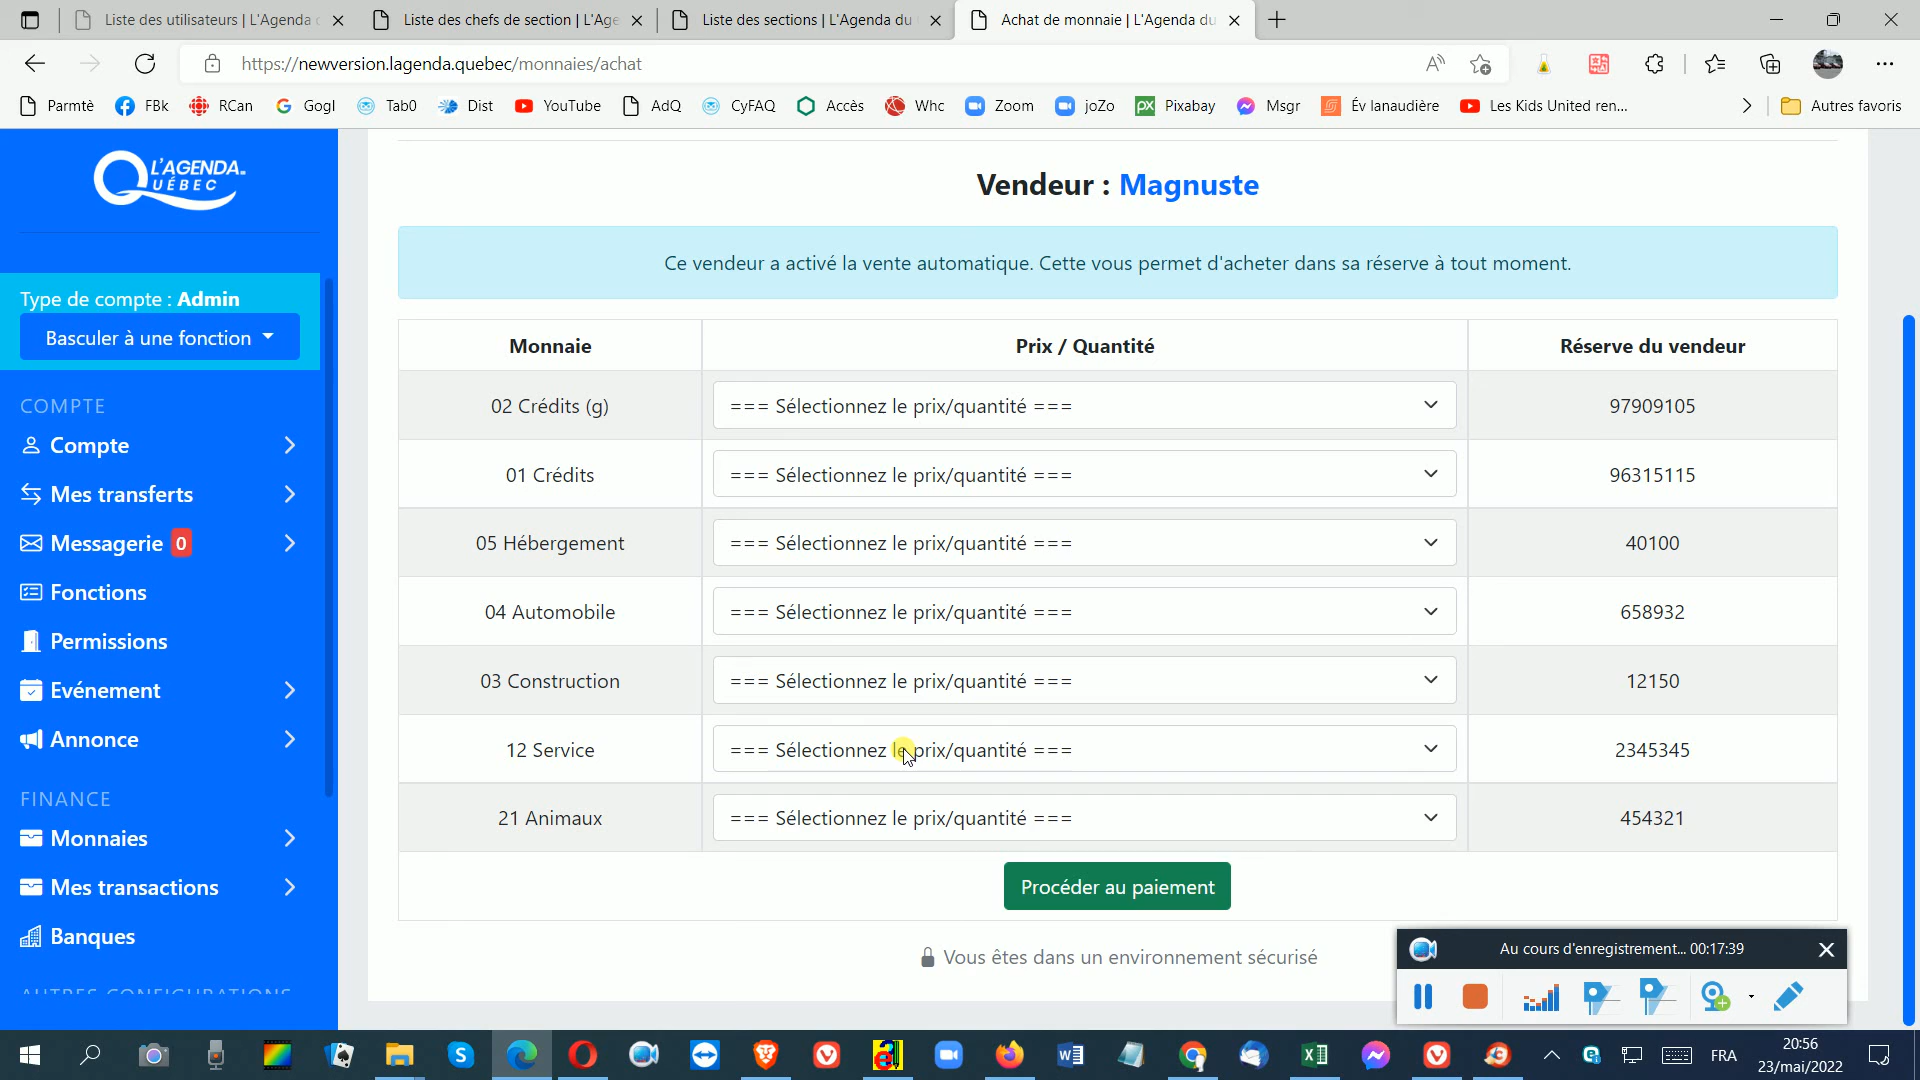 Liste des utilisateurs | L'Agenda
Liste des chefs de section | L'Age
Liste des sections | L'Agenda du
Achat de monnaie | L'Agenda du
https://newversion.lagenda.quebec/monnaies/achat
Parmtè FBk RCan Gogl Tab0 Dist YouTube AdQ CyFAQ Accès Whc Zoom joZo Pixabay Msgr Év lanaudière Les Kids United ren... Autres favoris
L'AGENDA
QUÉBEC
Type de compte : Admin
Basculer à une fonction
COMPTE
Compte
Mes transferts
Messagerie 0
Fonctions
Permissions
Evénement
Annonce
FINANCE
Monnaies
Mes transactions
Banques
AUTRES CONFIGURATIONS
Vendeur : Magnuste
Ce vendeur a activé la vente automatique. Cette vous permet d'acheter dans sa réserve à tout moment.
Monnaie Prix / Quantité Réserve du vendeur
02 Crédits (g) === Sélectionnez le prix/quantité === 97909105
01 Crédits === Sélectionnez le prix/quantité === 96315115
05 Hébergement === Sélectionnez le prix/quantité === 40100
04 Automobile === Sélectionnez le prix/quantité === 658932
03 Construction === Sélectionnez le prix/quantité === 12150
12 Service === Sélectionnez le prix/quantité === 2345345
21 Animaux === Sélectionnez le prix/quantité === 454321
Procéder au paiement
Vous êtes dans un environnement sécurisé
Au cours d'enregistrement... 00:17:39
FRA
20:56
23/mai/2022